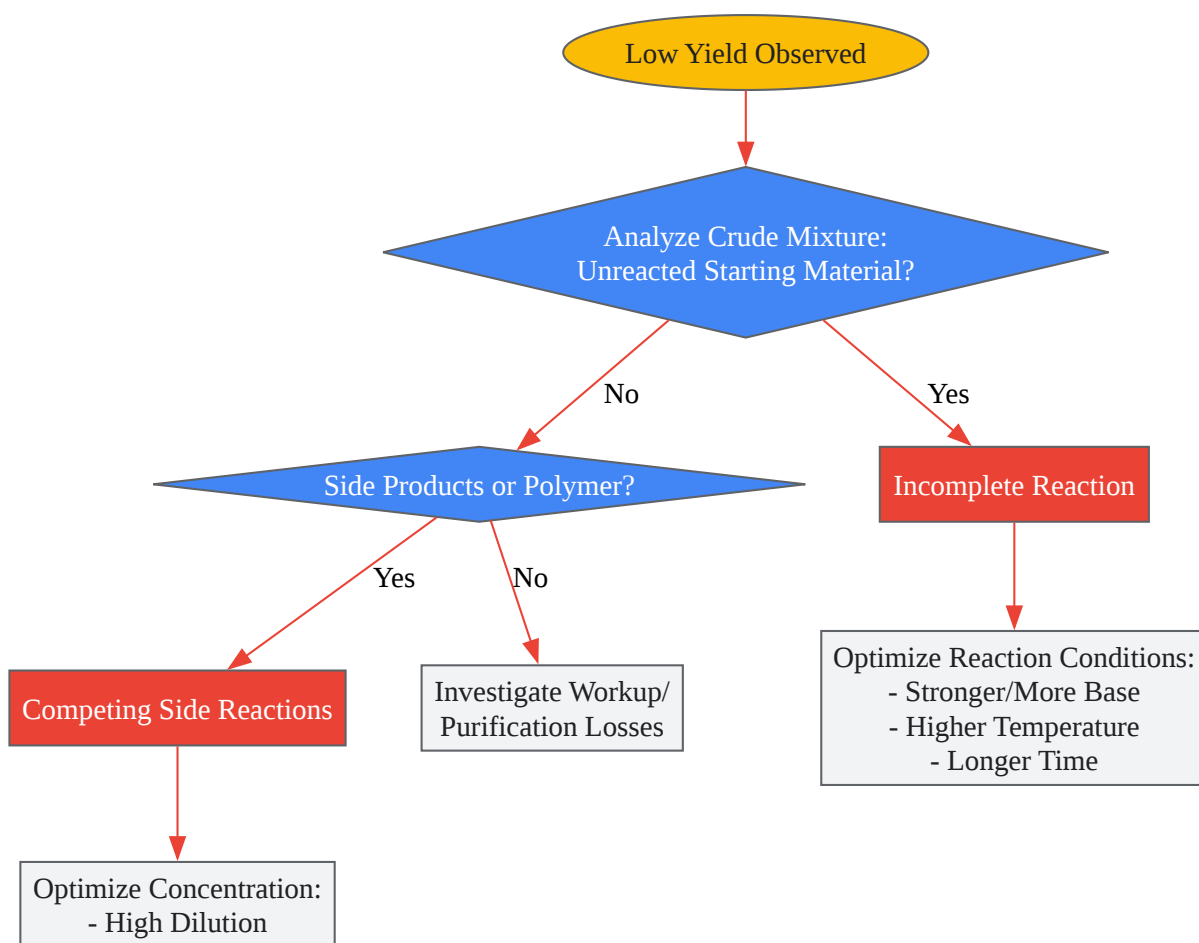 Low Yield Observed
Analyze Crude Mixture:
Unreacted Starting Material?
No
Yes
Side Products or Polymer?
Incomplete Reaction
Yes
No
Competing Side Reactions
Investigate Workup/
Purification Losses
Optimize Reaction Conditions:
- Stronger/More Base
- Higher Temperature
- Longer Time
Optimize Concentration:
- High Dilution